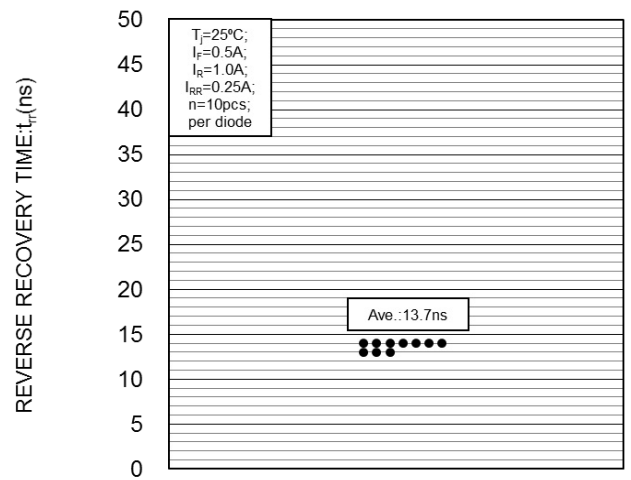 REVERSE RECOVERY TIME:trr(ns)
50
45
40
35
30
25
20
15
10
5
0
Tj=25ºC;
IF=0.5A;
IR=1.0A;
IRR=0.25A;
n=10pcs;
per diode
Ave.:13.7ns